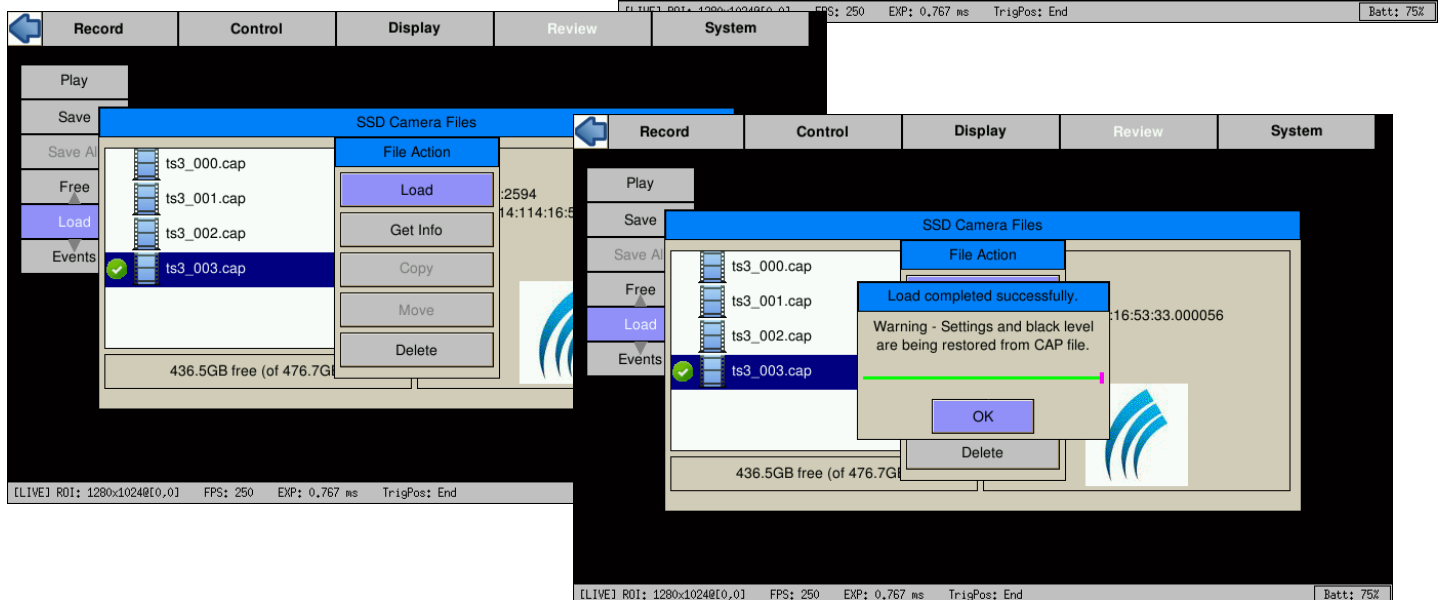 [LIVE] ROI: 1280x1024@[0,0] FPS: 250 EXP: 0.767 ms TrigPos: End Batt: 75%
Record Control Display Review System
Play
Save
Save Al
Free
Load
Events
SSD Camera Files
ts3_000.cap
ts3_001.cap
ts3_002.cap
ts3_003.cap
File Action
Load
Get Info
Copy
Move
Delete
:2594
14:114:16:5
436.5GB free (of 476.7GB
[LIVE] ROI: 1280x1024@[0,0] FPS: 250 EXP: 0.767 ms TrigPos: End
Record Control Display Review System
Play
Save
Save Al
Free
Load
Events
SSD Camera Files
ts3_000.cap
ts3_001.cap
ts3_002.cap
ts3_003.cap
File Action
Load completed successfully.
Warning - Settings and black level
are being restored from CAP file.
OK
Delete
:16:53:33.000056
436.5GB free (of 476.7GB
[LIVE] ROI: 1280x1024@[0,0] FPS: 250 EXP: 0.767 ms TrigPos: End Batt: 75%